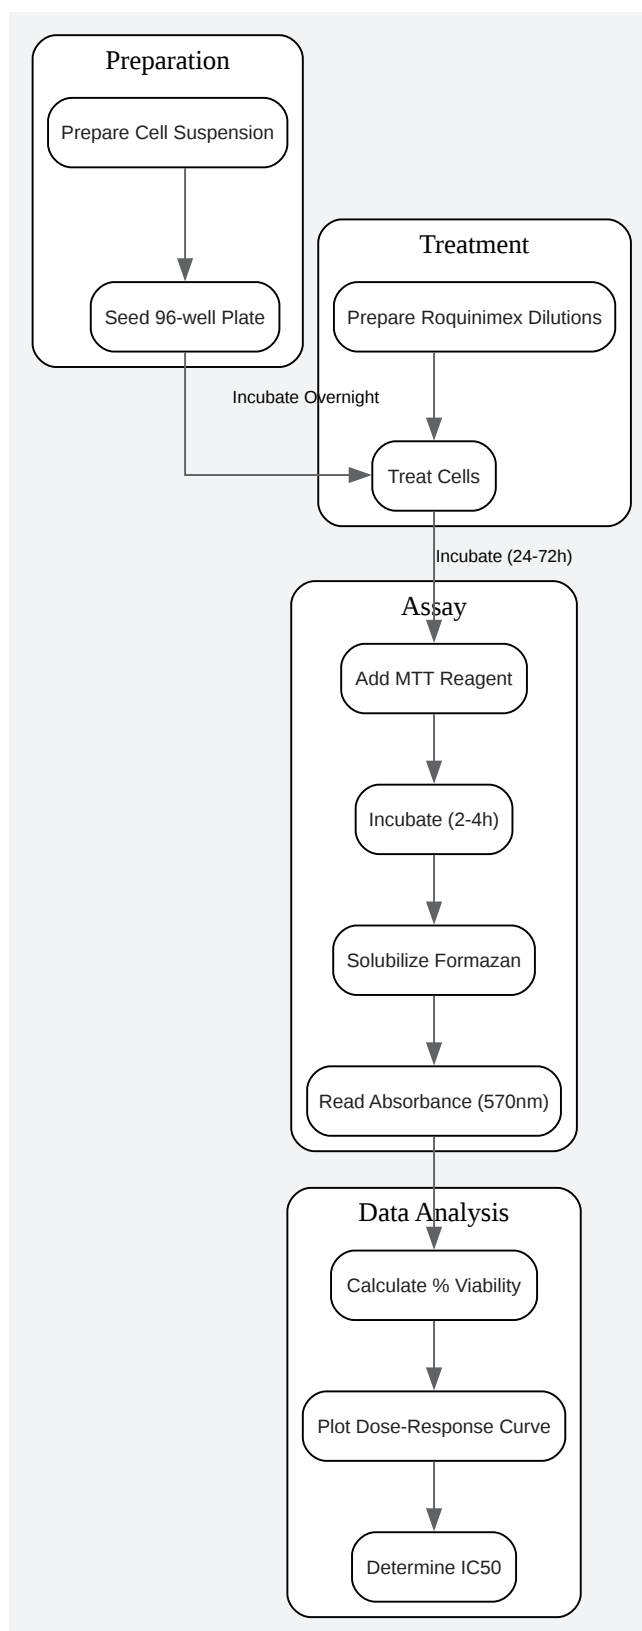 Preparation
Prepare Cell Suspension
Seed 96-well Plate
Treatment
Prepare Roquinimex Dilutions
Incubate Overnight
Treat Cells
Incubate (24-72h)
Assay
Add MTT Reagent
Incubate (2-4h)
Solubilize Formazan
Read Absorbance (570nm)
Data Analysis
Calculate % Viability
Plot Dose-Response Curve
Determine IC50